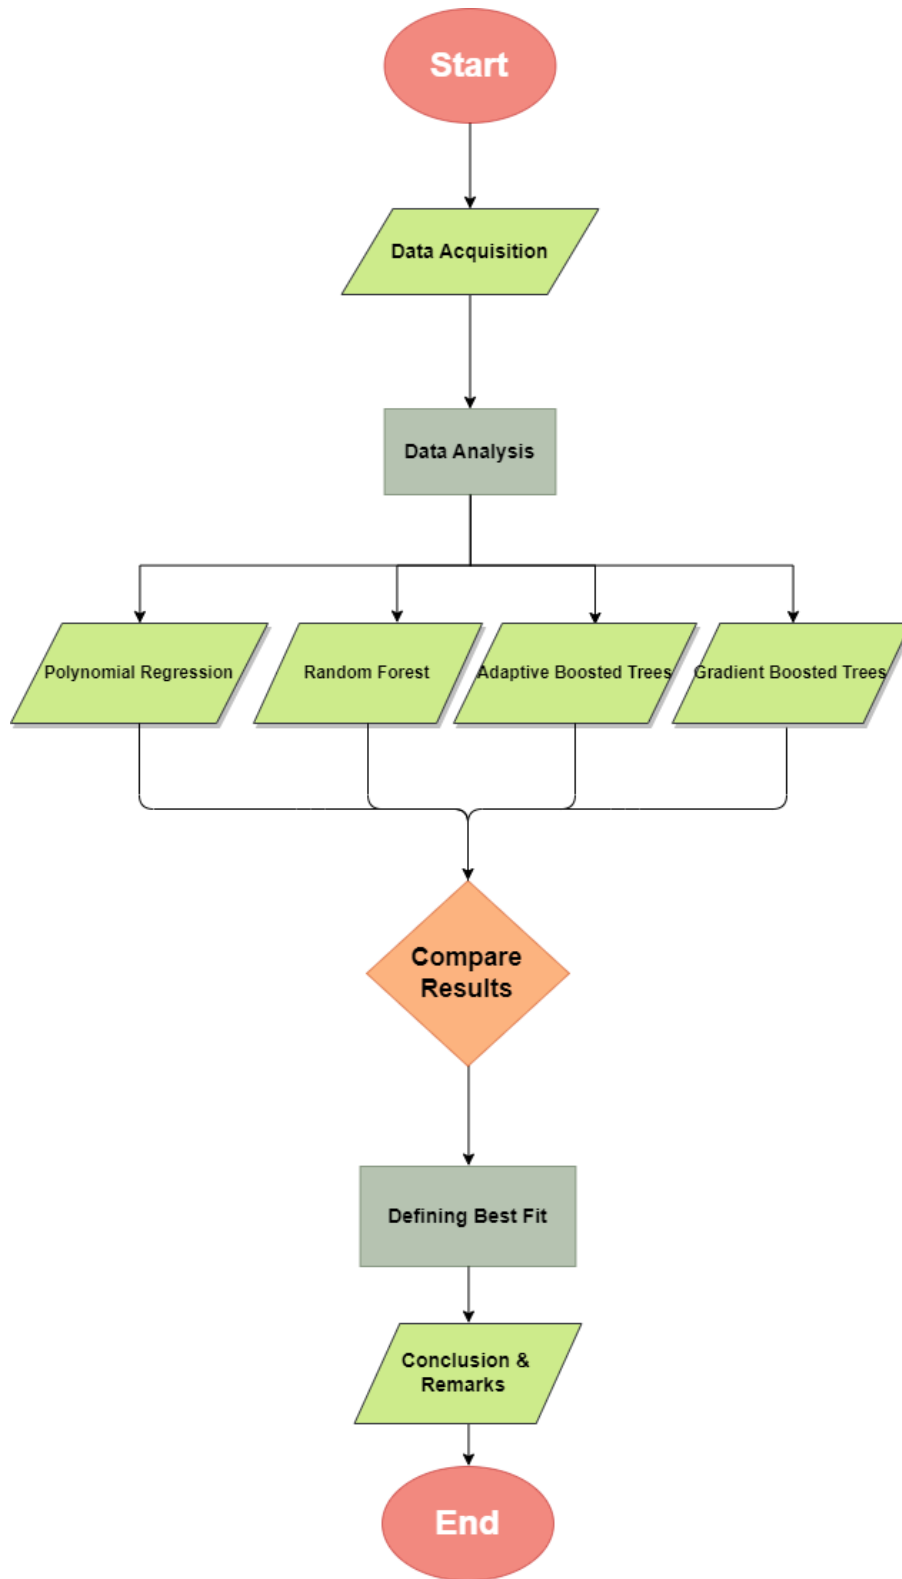 Start
Data Acquisition
Data Analysis
Polynomial Regression
Random Forest
Adaptive Boosted Trees
Gradient Boosted Trees
Compare
Results
Defining Best Fit
Conclusion &
Remarks
End